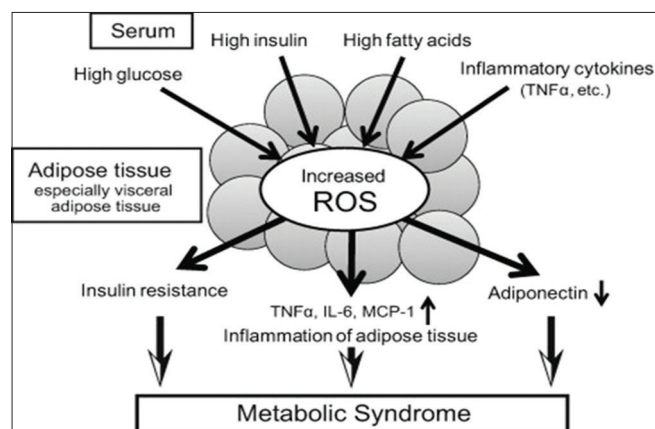 Serum
High insulin
High fatty acids
High glucose
Inflammatory cytokines
(TNFα, etc.)
Adipose tissue
especially visceral
adipose tissue
Increased
ROS
Insulin resistance
TNFα, IL-6, MCP-1
Inflammation of adipose tissue
Adiponectin
Metabolic Syndrome